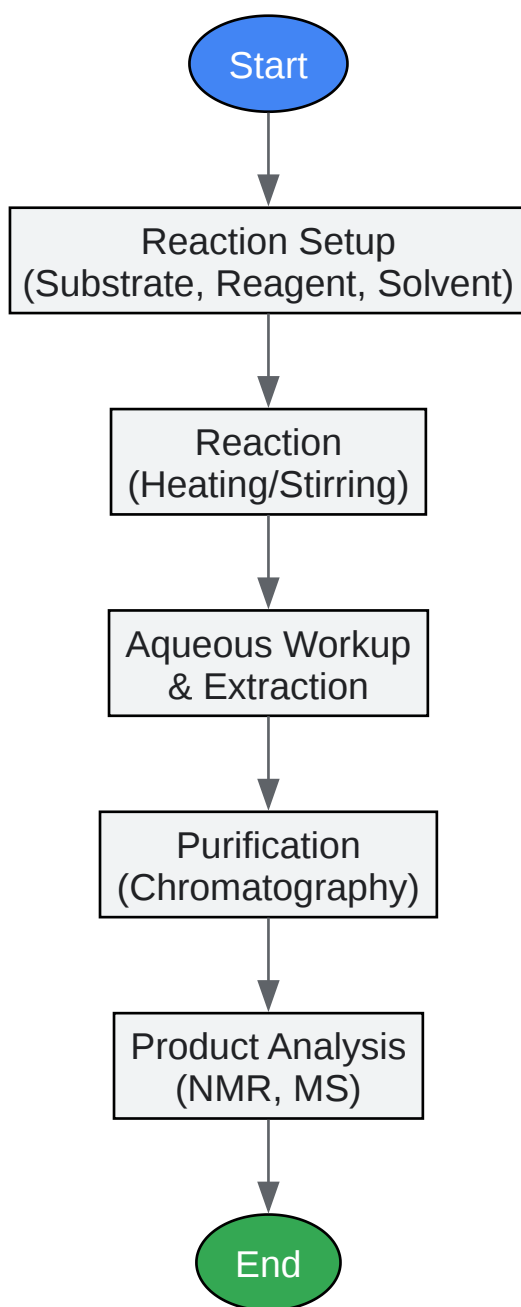 Start
Reaction Setup
(Substrate, Reagent, Solvent)
Reaction
(Heating/Stirring)
Aqueous Workup
& Extraction
Purification
(Chromatography)
Product Analysis
(NMR, MS)
End